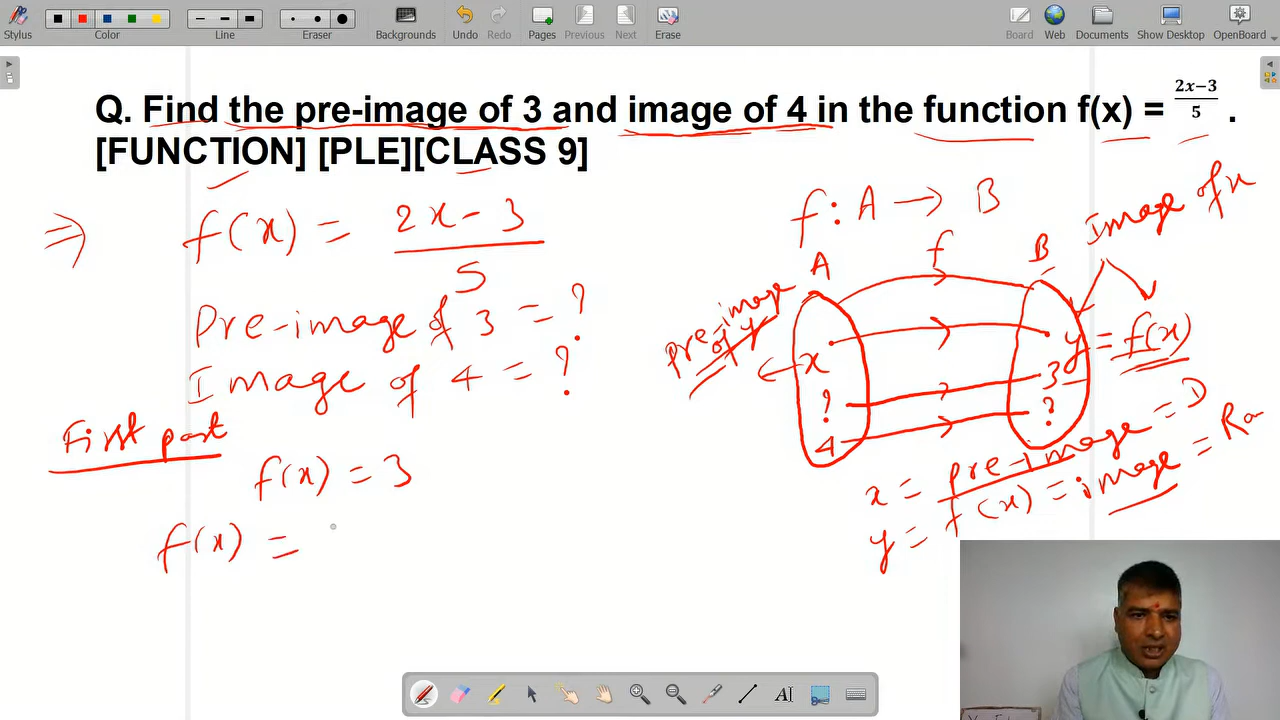 Stylus
Color
Line
Eraser
Backgrounds
Undo
Redo
Pages
Previous
Next
Erase
Board
Web
Documents
Show Desktop
OpenBoard
Q. Find the pre-image of 3 and image of 4 in the function f(x) = 2x−3/5 .
[FUNCTION] [PLE][CLASS 9]
⇒ f(x) = 2x - 3 / 5
Pre-image of 3 = ?
Image of 4 = ?
First part
f(x) = 3
f(x) =
f: A → B
Image of x
f
A
B
Pre-image
of y
x
y = f(x)
? 3
4 ?
x = pre-image = D
y = f(x) = image = Ra
AI